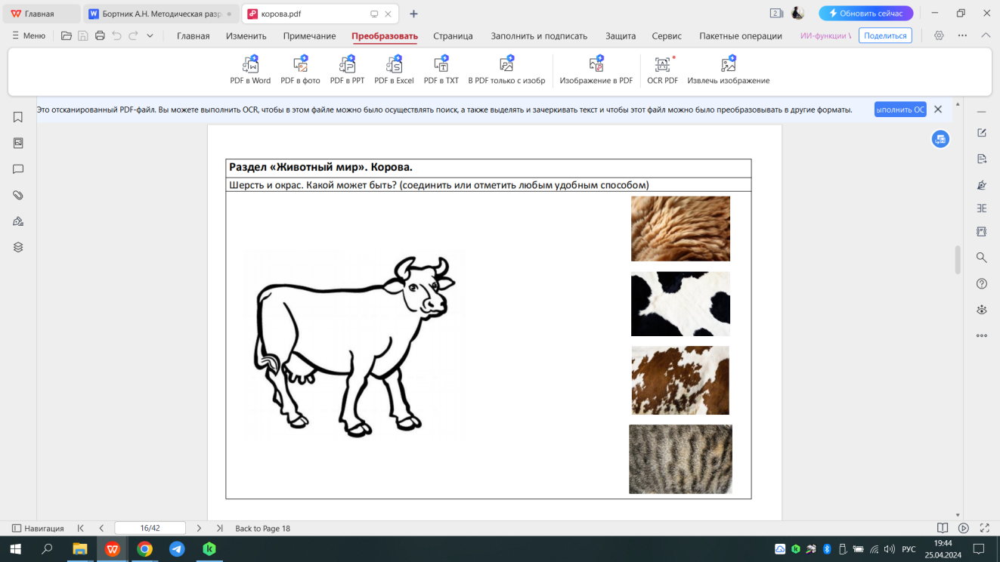 Главная
Бортник А.Н. Методическая разр
корова.pdf
2
Обновить сейчас
Меню
Главная
Изменить
Примечание
Преобразовать
Страница
Заполнить и подписать
Защита
Сервис
Пакетные операции
ИИ-функции
Поделиться
PDF в Word
PDF в фото
PDF в PPT
PDF в Excel
PDF в TXT
В PDF только с изобр
Изображение в PDF
OCR PDF
Извлечь изображение
Это отсканированный PDF-файл. Вы можете выполнить OCR, чтобы в этом файле можно было осуществлять поиск, а также выделять и зачеркивать текст и чтобы этот файл можно было преобразовывать в другие форматы.
ыполнить ОС
Раздел «Животный мир». Корова.
Шерсть и окрас. Какой может быть? (соединить или отметить любым удобным способом)
Навигация
16/42
Back to Page 18
РУС
19:44
25.04.2024